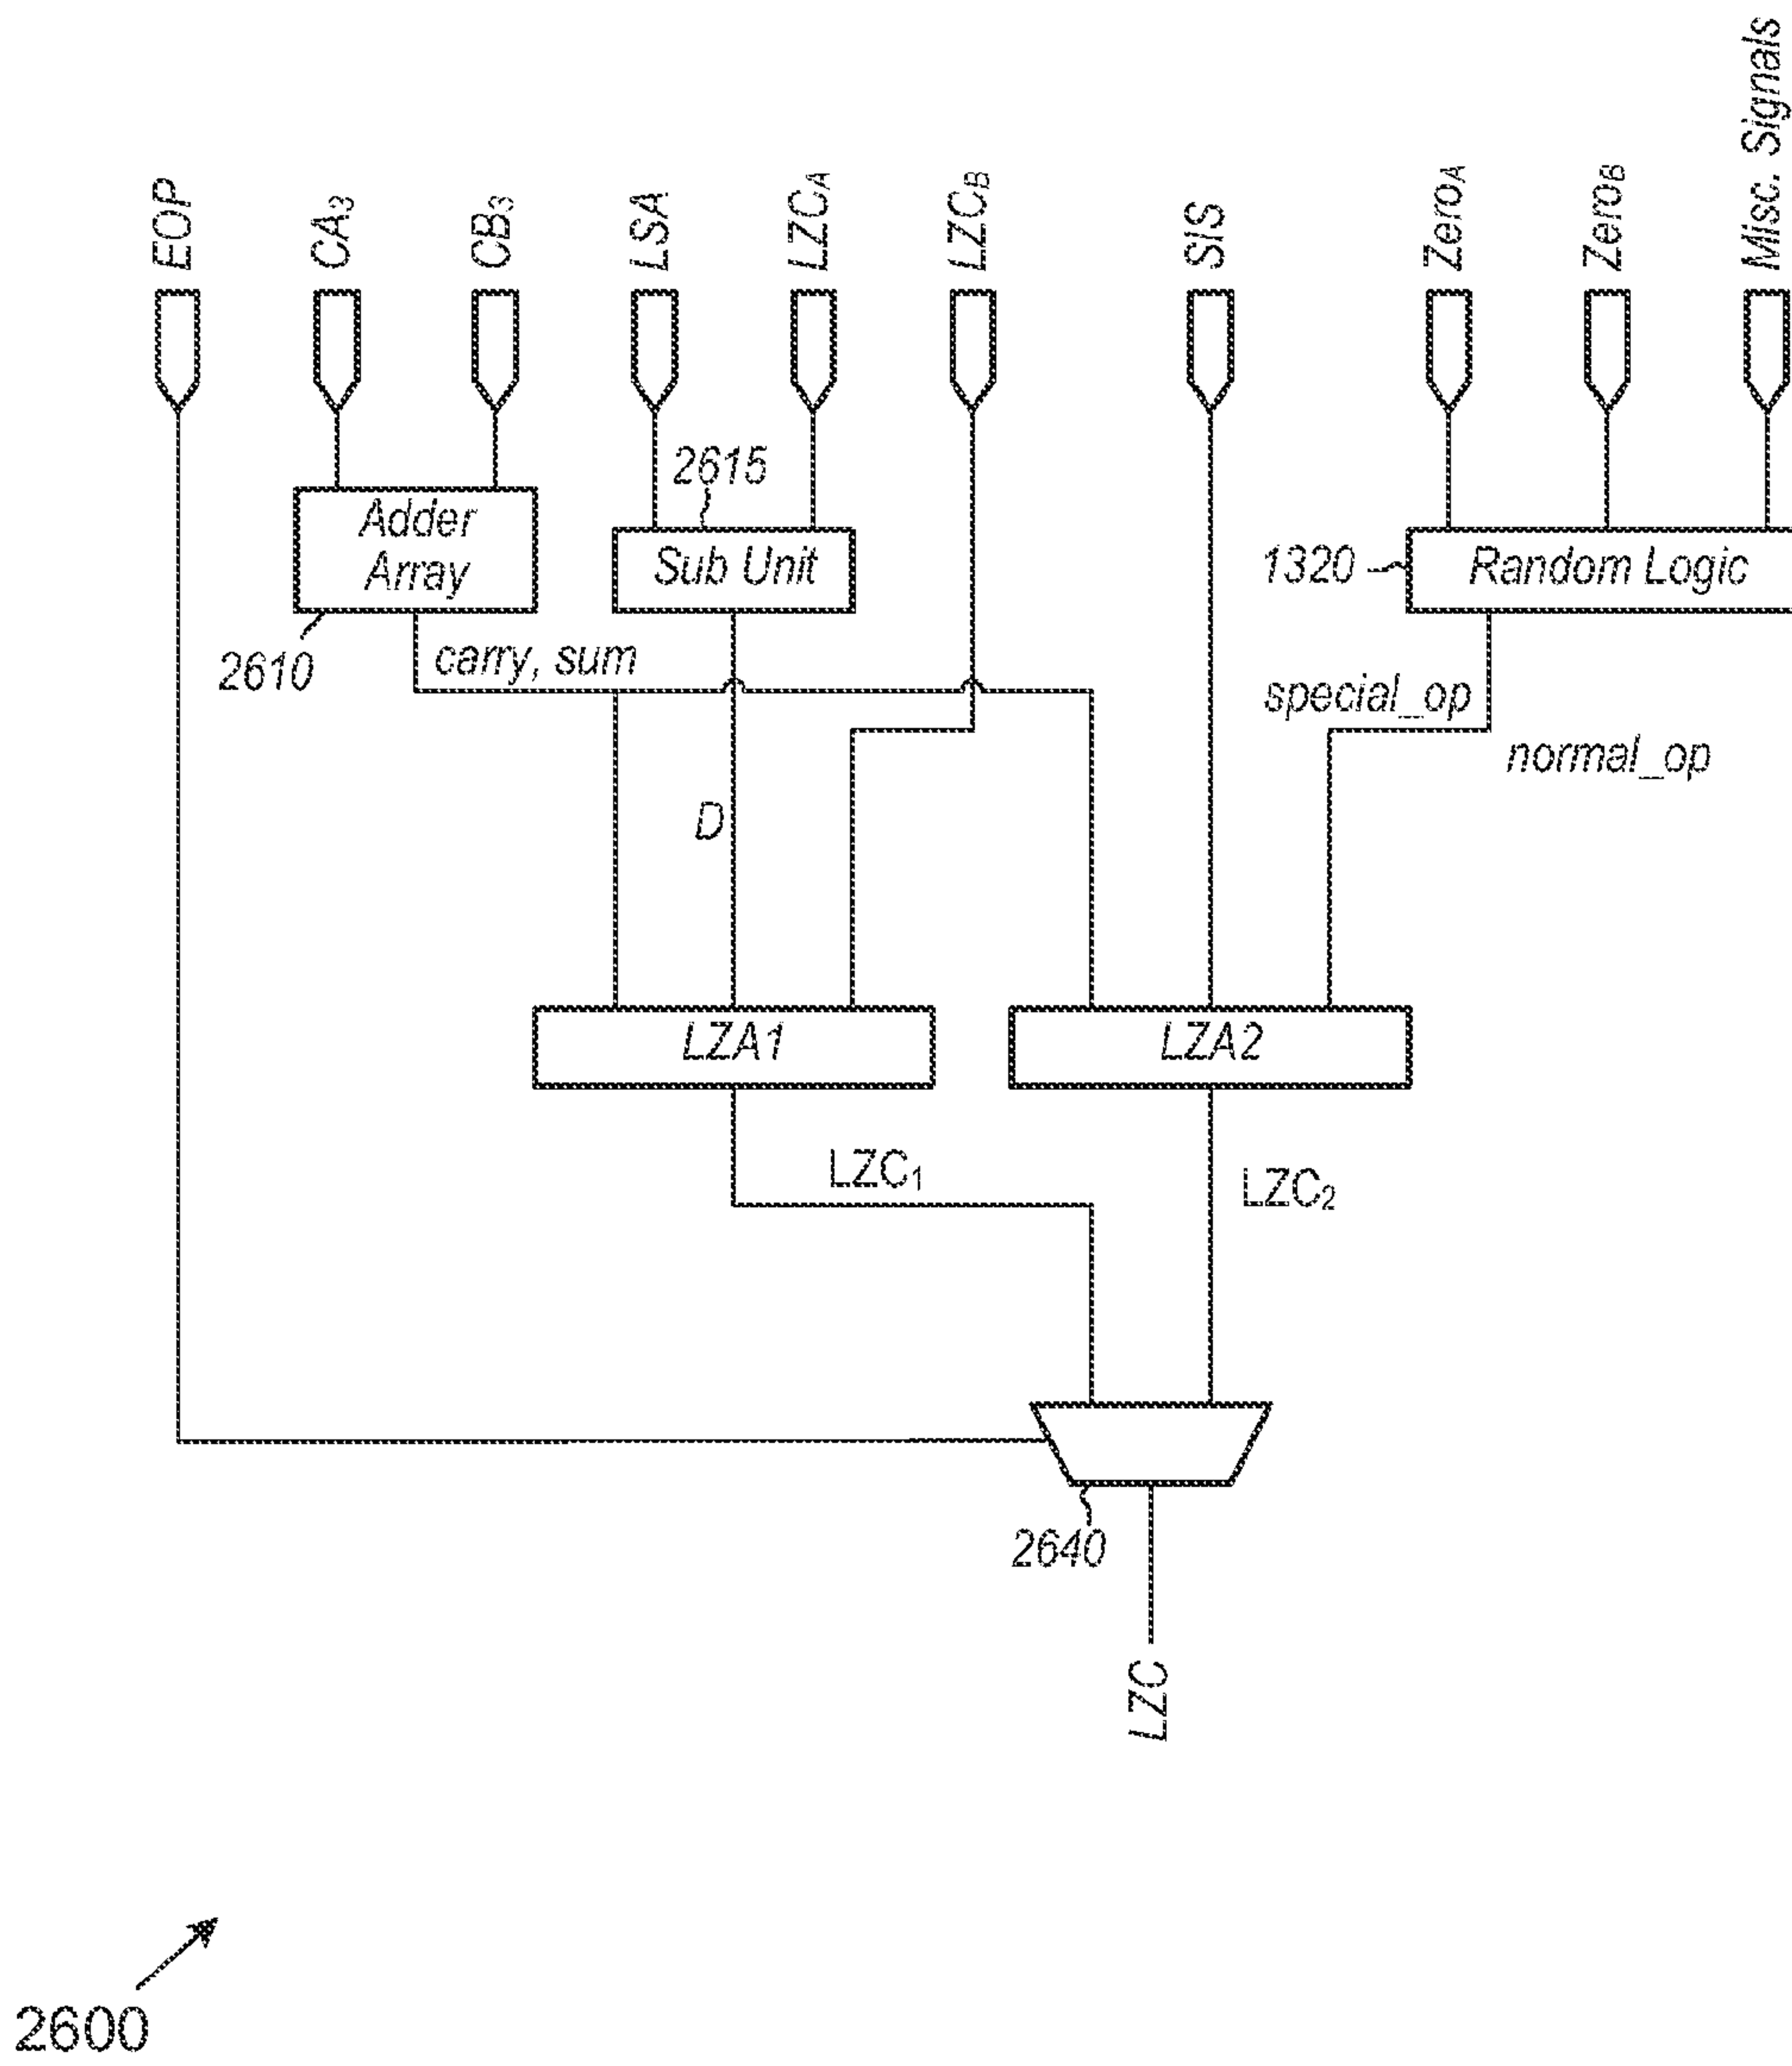 EOP
CA3
CB3
LSA
LZCA
LZCB
SIS
ZeroA
ZeroB
Misc. Signals
2615
Adder
Array
Sub Unit
1320
Random Logic
2610
carry, sum
special_op
normal_op
D
LZA1
LZA2
LZC1
LZC2
2640
LZC
2600